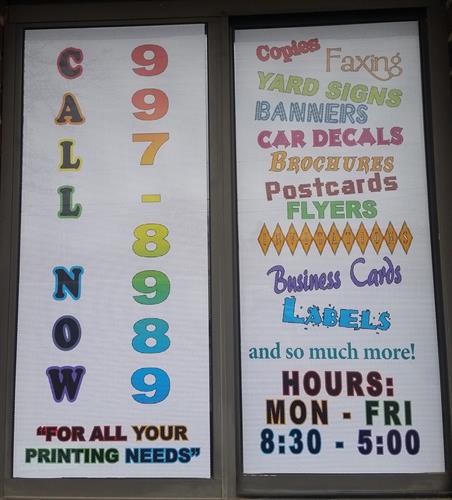 CALL NOW
997-8989
"FOR ALL YOUR
PRINTING NEEDS"
Copies Faxing
YARD SIGNS
BANNERS
CAR DECALS
BROCHURES
Postcards
FLYERS
Business Cards
LABELS
and so much more!
HOURS:
MON - FRI
8:30 - 5:00